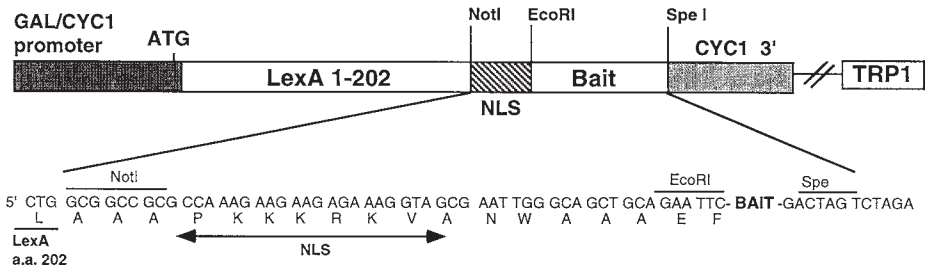 GAL/CYC1
promoter
ATG
NotI
EcoRI
Spe I
CYC1 3'
LexA 1-202
NLS
Bait
TRP1
NotI
EcoRI
Spe
5' CTG GCG GCC GCG CCA AAG AAG AAG AGA AAG GTA GCG AAT TGG GCA GCT GCA GAA TTC- BAIT -GACTAGTCTAGA
L A A A P K K K R K V A N W A A A E F
LexA
a.a. 202
NLS